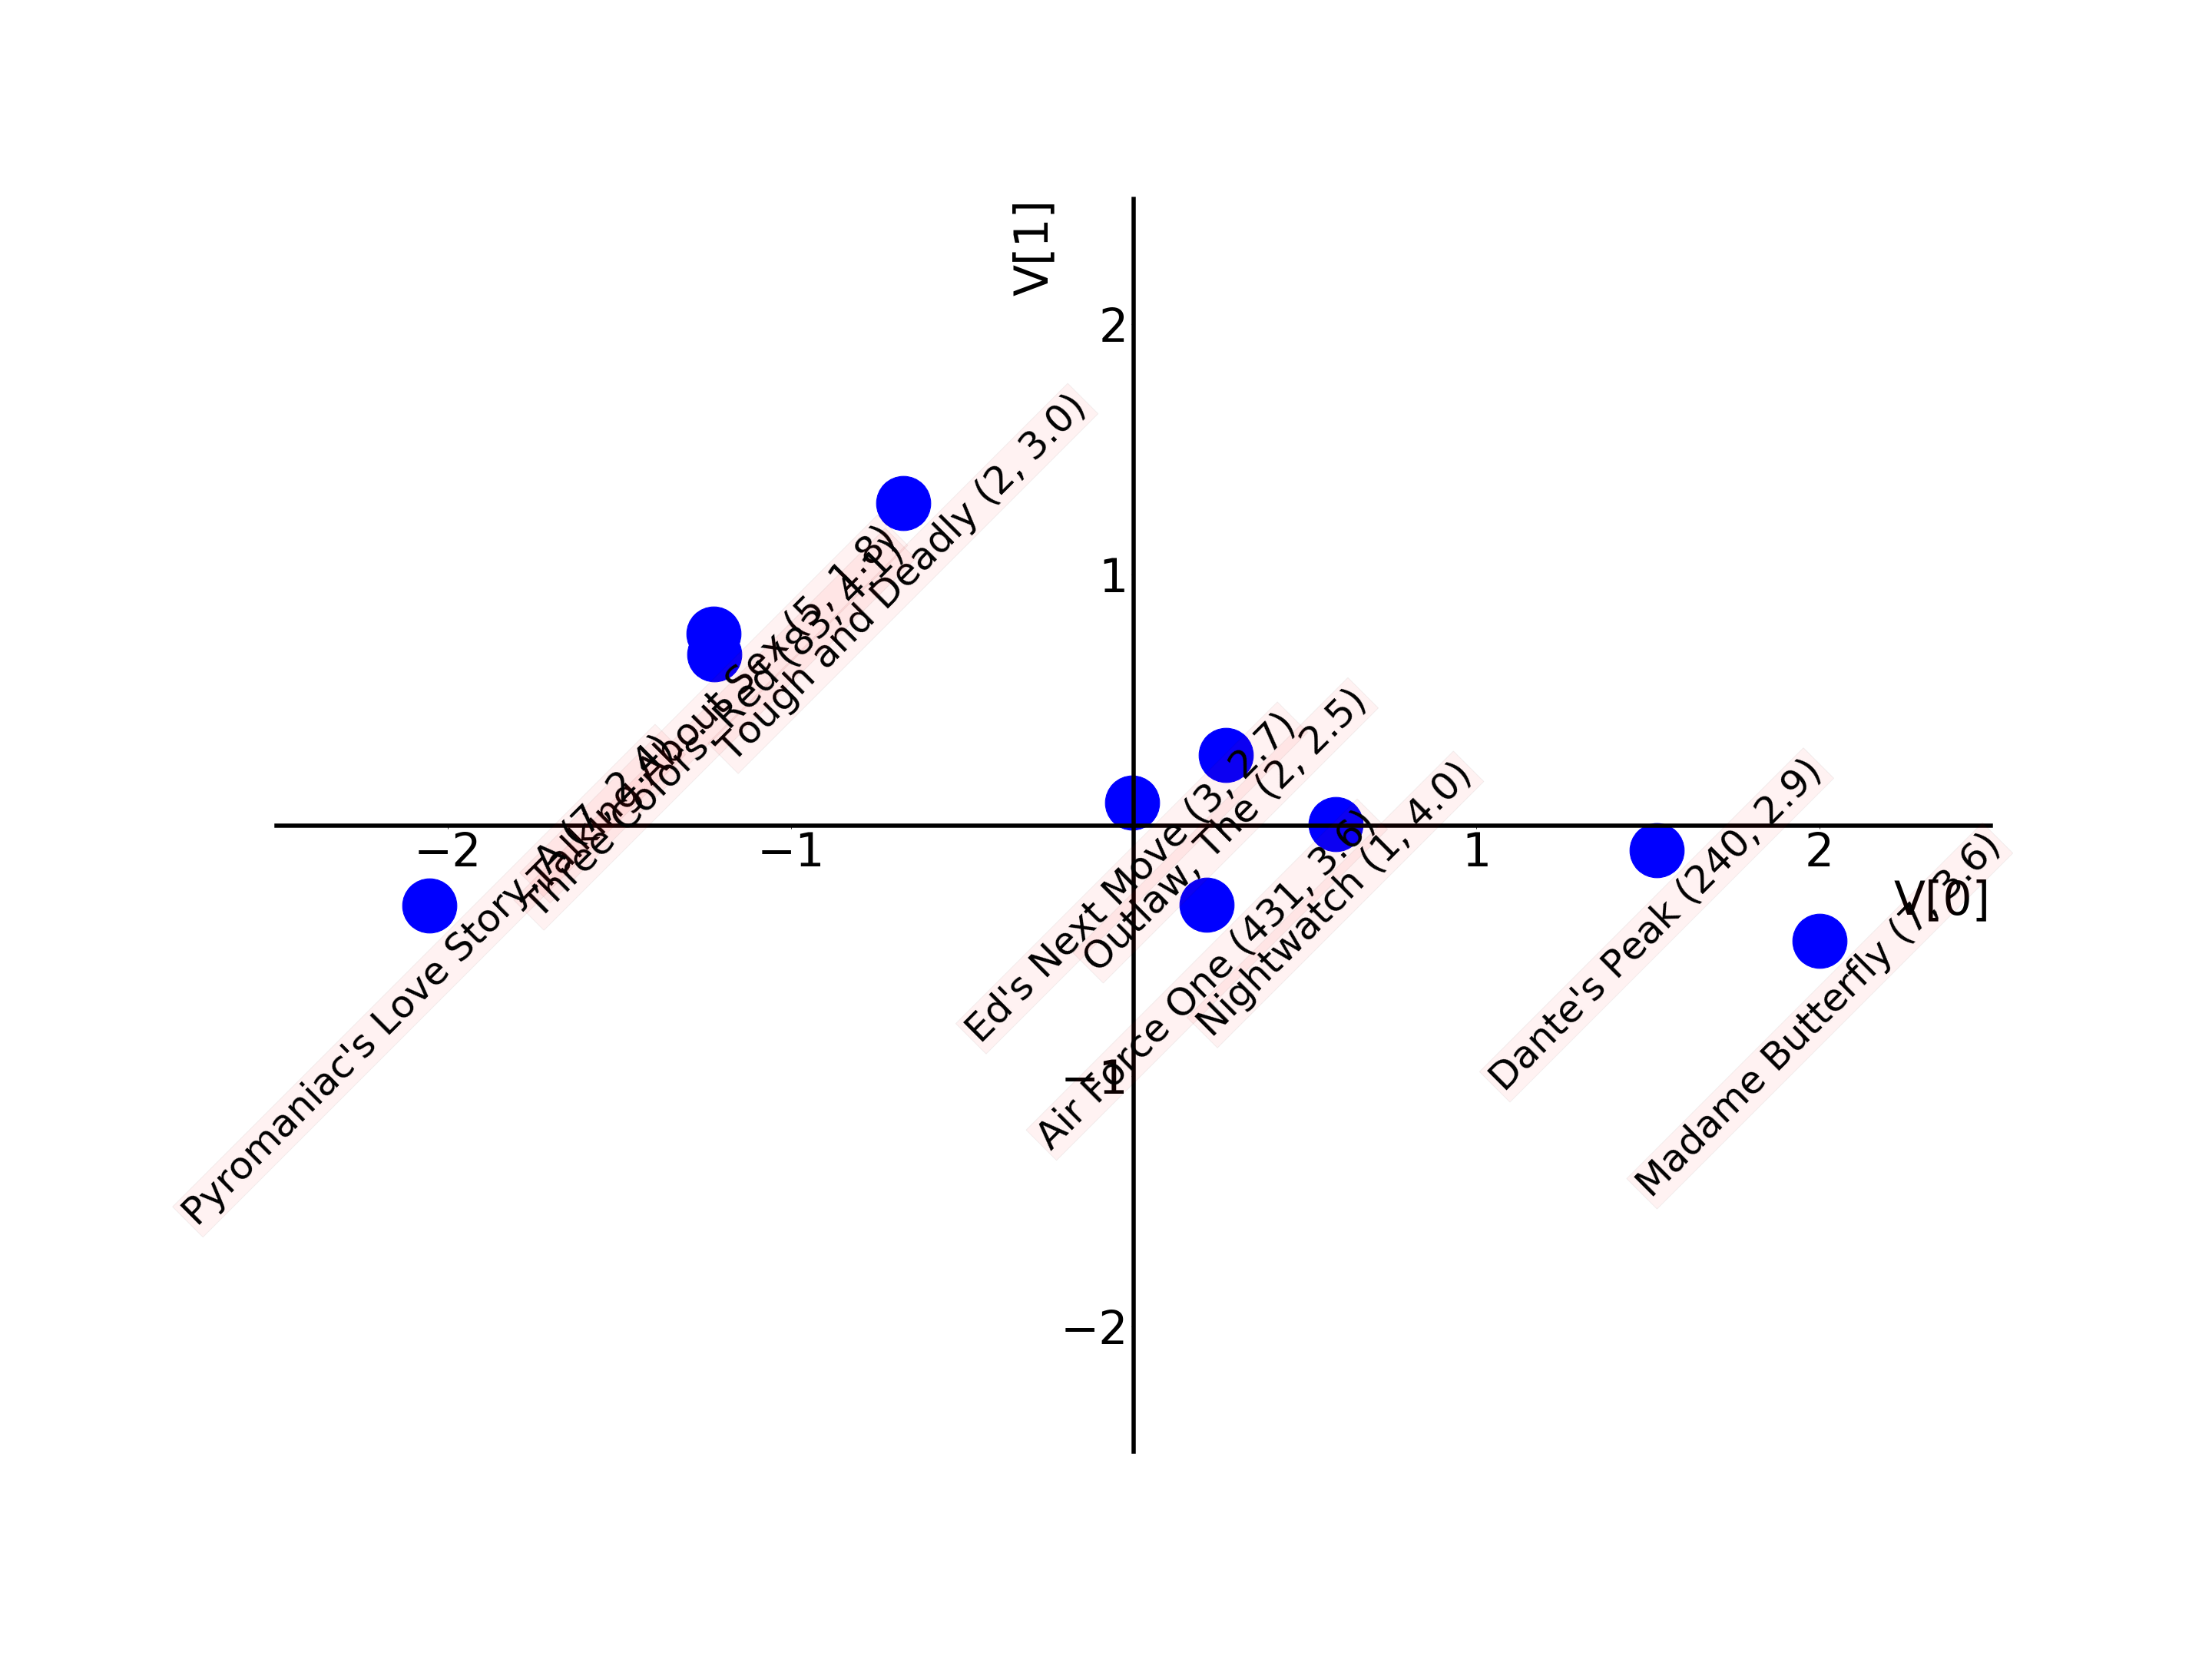 V[1]
2
1
−1
−2
−2
−1
1
2
V[0]
Tough and Deadly (2, 3.0)
Talking About Sex (5, 4.8)
Three Colors: Red (83, 4.1)
Pyromaniac's Love Story, A (7, 2.4)
Ed's Next Move (3, 2.7)
Outlaw, The (2, 2.5)
Air Force One (431, 3.6)
Nightwatch (1, 4.0)
Dante's Peak (240, 2.9)
Madame Butterfly (7, 3.6)